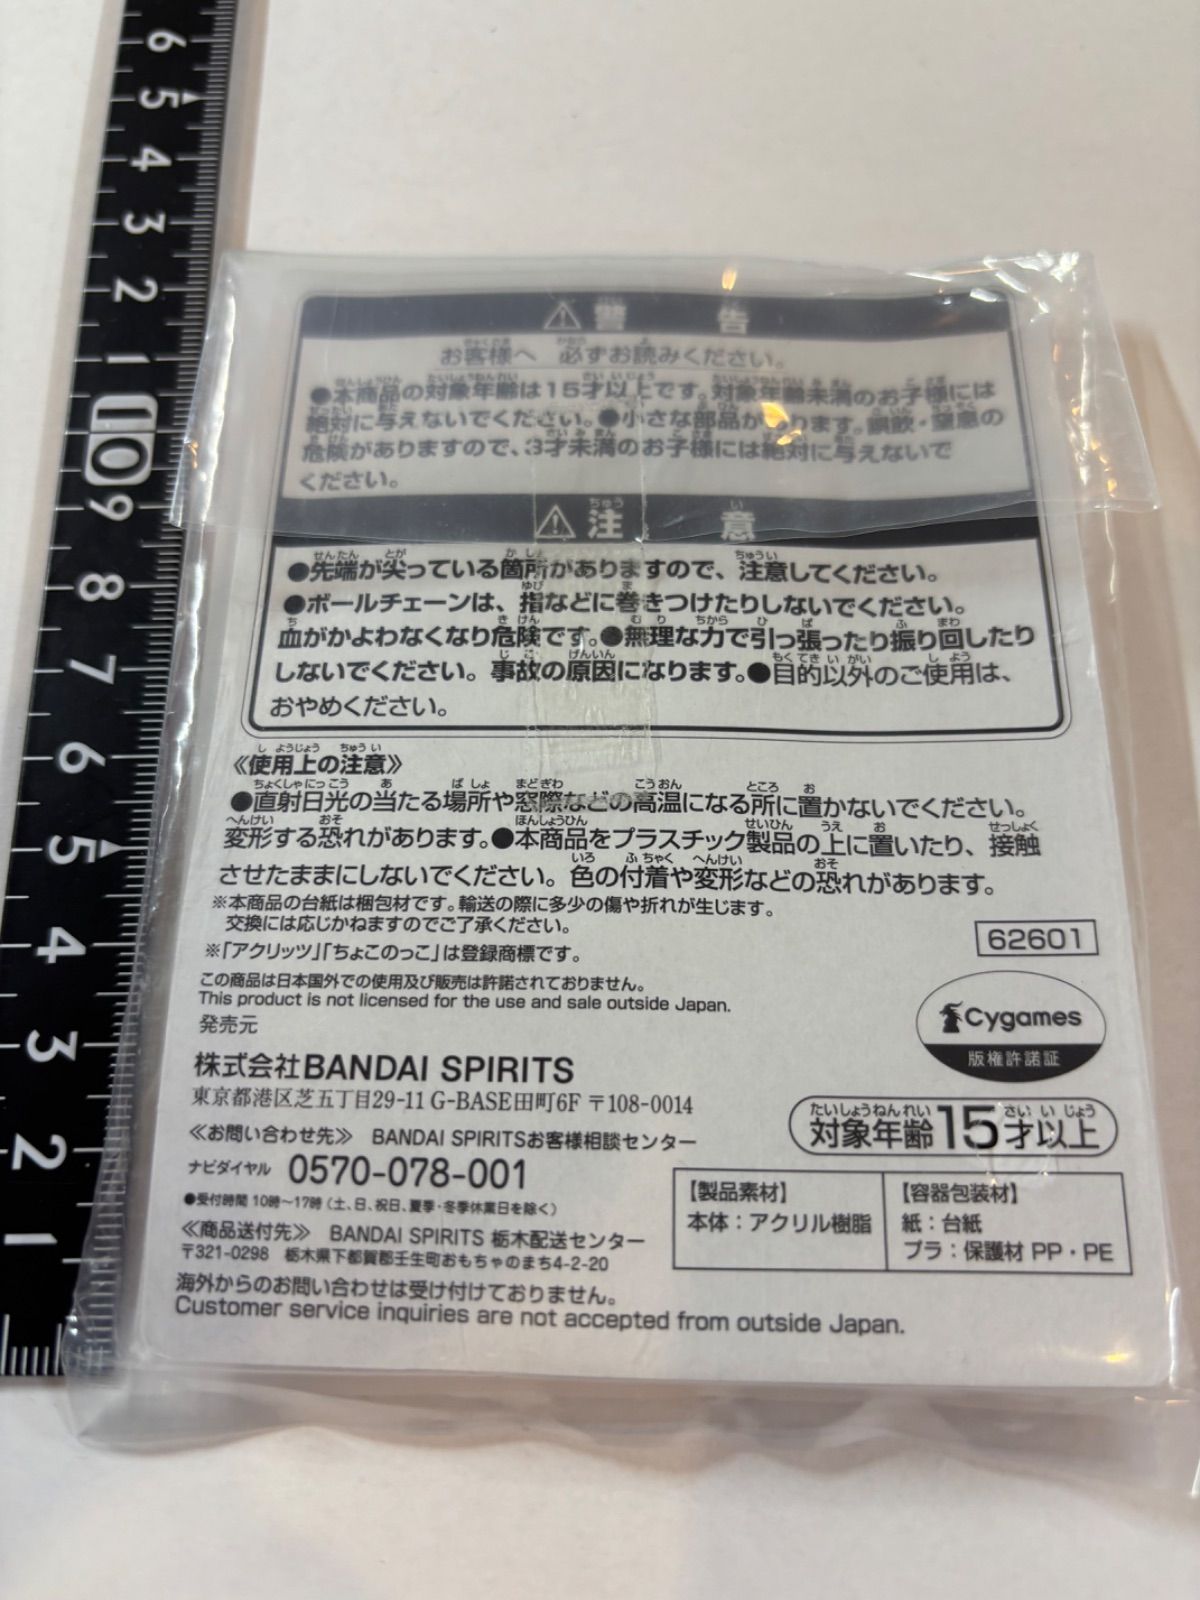 6
5
4
3
2
1
10
9
8
7
6
5
4
3
2
1
⚠ 警告
お客様へ 必ずお読みください。
●本商品の対象年齢は15才以上です。対象年齢未満のお子様には
絶対に与えないでください。●小さな部品があります。誤飲・窒息の
危険がありますので、3才未満のお子様には絶対に与えないで
ください。
⚠ 注意
●先端が尖っている箇所がありますので、注意してください。
●ボールチェーンは、指などに巻きつけたりしないでください。
血がかよわなくなり危険です。●無理な力で引っ張ったり振り回したり
しないでください。事故の原因になります。●目的以外のご使用は、
おやめください。
《使用上の注意》
●直射日光の当たる場所や窓際などの高温になる所に置かないでください。
変形する恐れがあります。●本商品をプラスチック製品の上に置いたり、接触
させたままにしないでください。色の付着や変形などの恐れがあります。
※本商品の台紙は梱包材です。輸送の際に多少の傷や折れが生じます。
交換には応じかねますのでご了承ください。
※「アクリッツ」「ちょこのっこ」は登録商標です。
62601
この商品は日本国外での使用及び販売は許諾されておりません。
This product is not licensed for the use and sale outside Japan.
発売元
Cygames
版権許諾証
株式会社BANDAI SPIRITS
東京都港区芝五丁目29-11 G-BASE田町6F 〒108-0014
対象年齢15才以上
《お問い合わせ先》 BANDAI SPIRITSお客様相談センター
ナビダイヤル 0570-078-001
●受付時間 10時～17時（土、日、祝日、夏季・冬季休業日を除く）
《商品送付先》 BANDAI SPIRITS 栃木配送センター
〒321-0298 栃木県下都賀郡壬生町おもちゃのまち4-2-20
【製品素材】
本体：アクリル樹脂
【容器包装材】
紙：台紙
プラ：保護材 PP・PE
海外からのお問い合わせは受け付けておりません。
Customer service inquiries are not accepted from outside Japan.